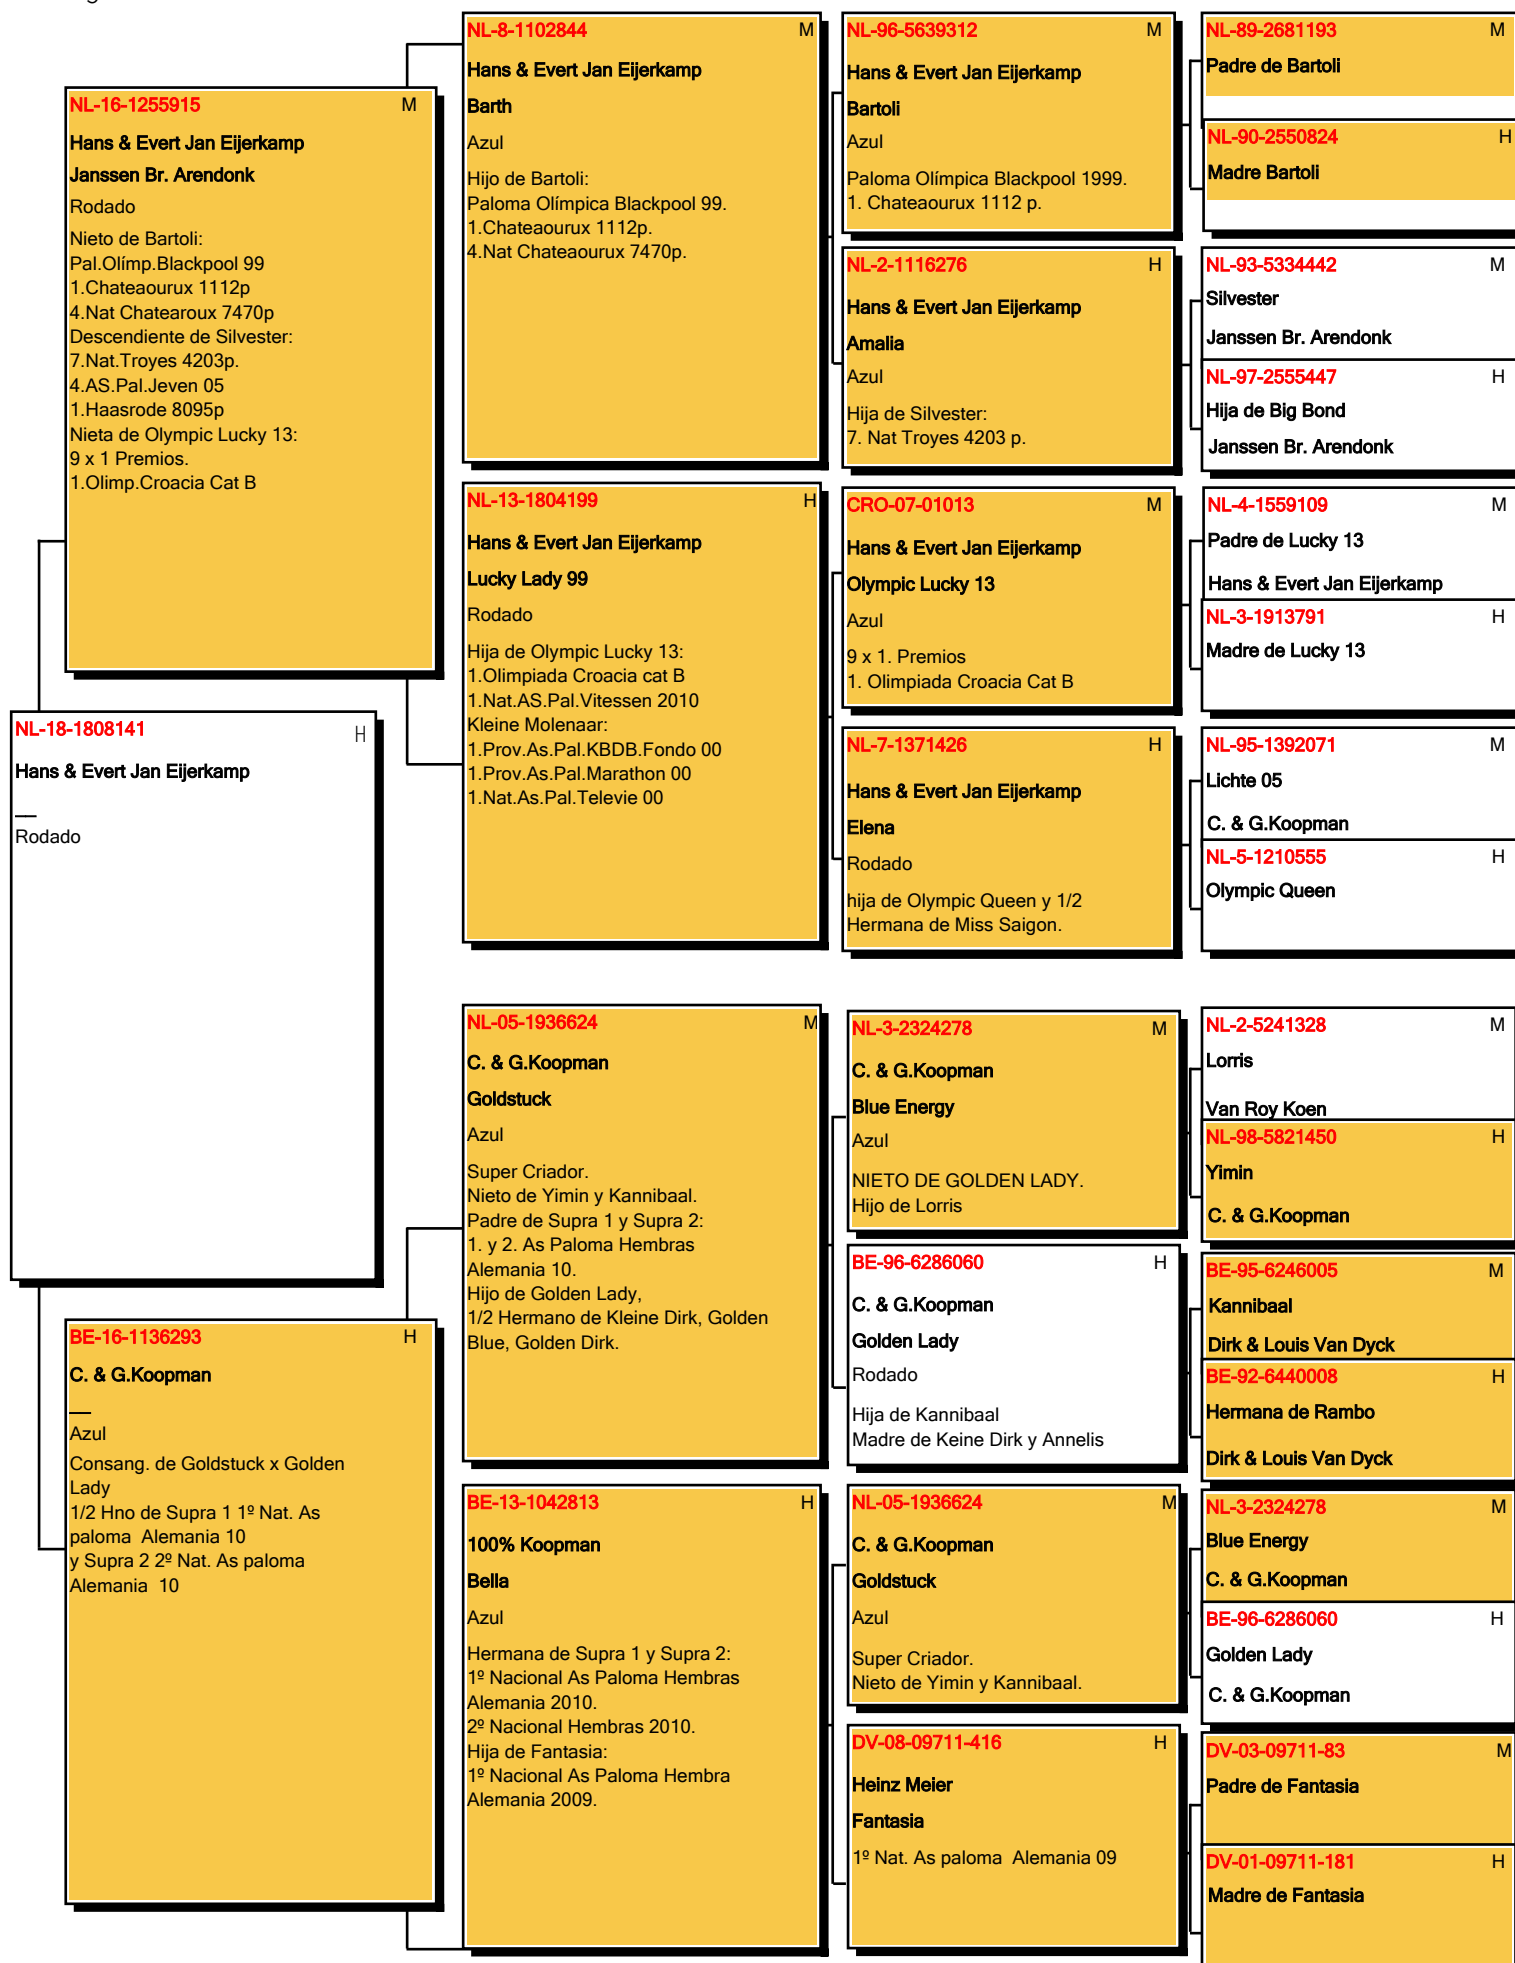 NL-18-1808141 H
Hans & Evert Jan Eijerkamp
__
Rodado
NL-16-1255915 M
Hans & Evert Jan Eijerkamp
Janssen Br. Arendonk
Rodado
Nieto de Bartoli:
Pal.Olímp.Blackpool 99
1.Chateaourux 1112p
4.Nat Chatearoux 7470p
Descendiente de Silvester:
7.Nat.Troyes 4203p.
4.AS.Pal.Jeven 05
1.Haasrode 8095p
Nieta de Olympic Lucky 13:
9 x 1 Premios.
1.Olimp.Croacia Cat B
BE-16-1136293 H
C. & G.Koopman
__
Azul
Consang. de Goldstuck x Golden
Lady
1/2 Hno de Supra 1 1º Nat. As
paloma Alemania 10
y Supra 2 2º Nat. As paloma
Alemania 10
NL-8-1102844 M
Hans & Evert Jan Eijerkamp
Barth
Azul
Hijo de Bartoli:
Paloma Olímpica Blackpool 99.
1.Chateaourux 1112p.
4.Nat Chateaourux 7470p.
NL-13-1804199 H
Hans & Evert Jan Eijerkamp
Lucky Lady 99
Rodado
Hija de Olympic Lucky 13:
1.Olimpiada Croacia cat B
1.Nat.AS.Pal.Vitessen 2010
Kleine Molenaar:
1.Prov.As.Pal.KBDB.Fondo 00
1.Prov.As.Pal.Marathon 00
1.Nat.As.Pal.Televie 00
NL-05-1936624 M
C. & G.Koopman
Goldstuck
Azul
Super Criador.
Nieto de Yimin y Kannibaal.
Padre de Supra 1 y Supra 2:
1. y 2. As Paloma Hembras
Alemania 10.
Hijo de Golden Lady,
1/2 Hermano de Kleine Dirk, Golden
Blue, Golden Dirk.
BE-13-1042813 H
100% Koopman
Bella
Azul
Hermana de Supra 1 y Supra 2:
1º Nacional As Paloma Hembras
Alemania 2010.
2º Nacional Hembras 2010.
Hija de Fantasia:
1º Nacional As Paloma Hembra
Alemania 2009.
NL-96-5639312 M
Hans & Evert Jan Eijerkamp
Bartoli
Azul
Paloma Olímpica Blackpool 1999.
1. Chateaourux 1112 p.
NL-2-1116276 H
Hans & Evert Jan Eijerkamp
Amalia
Azul
Hija de Silvester:
7. Nat Troyes 4203 p.
CRO-07-01013 M
Hans & Evert Jan Eijerkamp
Olympic Lucky 13
Azul
9 x 1. Premios
1. Olimpiada Croacia Cat B
NL-7-1371426 H
Hans & Evert Jan Eijerkamp
Elena
Rodado
hija de Olympic Queen y 1/2
Hermana de Miss Saigon.
NL-3-2324278 M
C. & G.Koopman
Blue Energy
Azul
NIETO DE GOLDEN LADY.
Hijo de Lorris
BE-96-6286060 H
C. & G.Koopman
Golden Lady
Rodado
Hija de Kannibaal
Madre de Keine Dirk y Annelis
NL-05-1936624 M
C. & G.Koopman
Goldstuck
Azul
Super Criador.
Nieto de Yimin y Kannibaal.
DV-08-09711-416 H
Heinz Meier
Fantasia
1º Nat. As paloma Alemania 09
NL-89-2681193 M
Padre de Bartoli
NL-90-2550824 H
Madre Bartoli
NL-93-5334442 M
Silvester
Janssen Br. Arendonk
NL-97-2555447 H
Hija de Big Bond
Janssen Br. Arendonk
NL-4-1559109 M
Padre de Lucky 13
Hans & Evert Jan Eijerkamp
NL-3-1913791 H
Madre de Lucky 13
NL-95-1392071 M
Lichte 05
C. & G.Koopman
NL-5-1210555 H
Olympic Queen
NL-2-5241328 M
Lorris
Van Roy Koen
NL-98-5821450 H
Yimin
C. & G.Koopman
BE-95-6246005 M
Kannibaal
Dirk & Louis Van Dyck
BE-92-6440008 H
Hermana de Rambo
Dirk & Louis Van Dyck
NL-3-2324278 M
Blue Energy
C. & G.Koopman
BE-96-6286060 H
Golden Lady
C. & G.Koopman
DV-03-09711-83 M
Padre de Fantasia
DV-01-09711-181 H
Madre de Fantasia